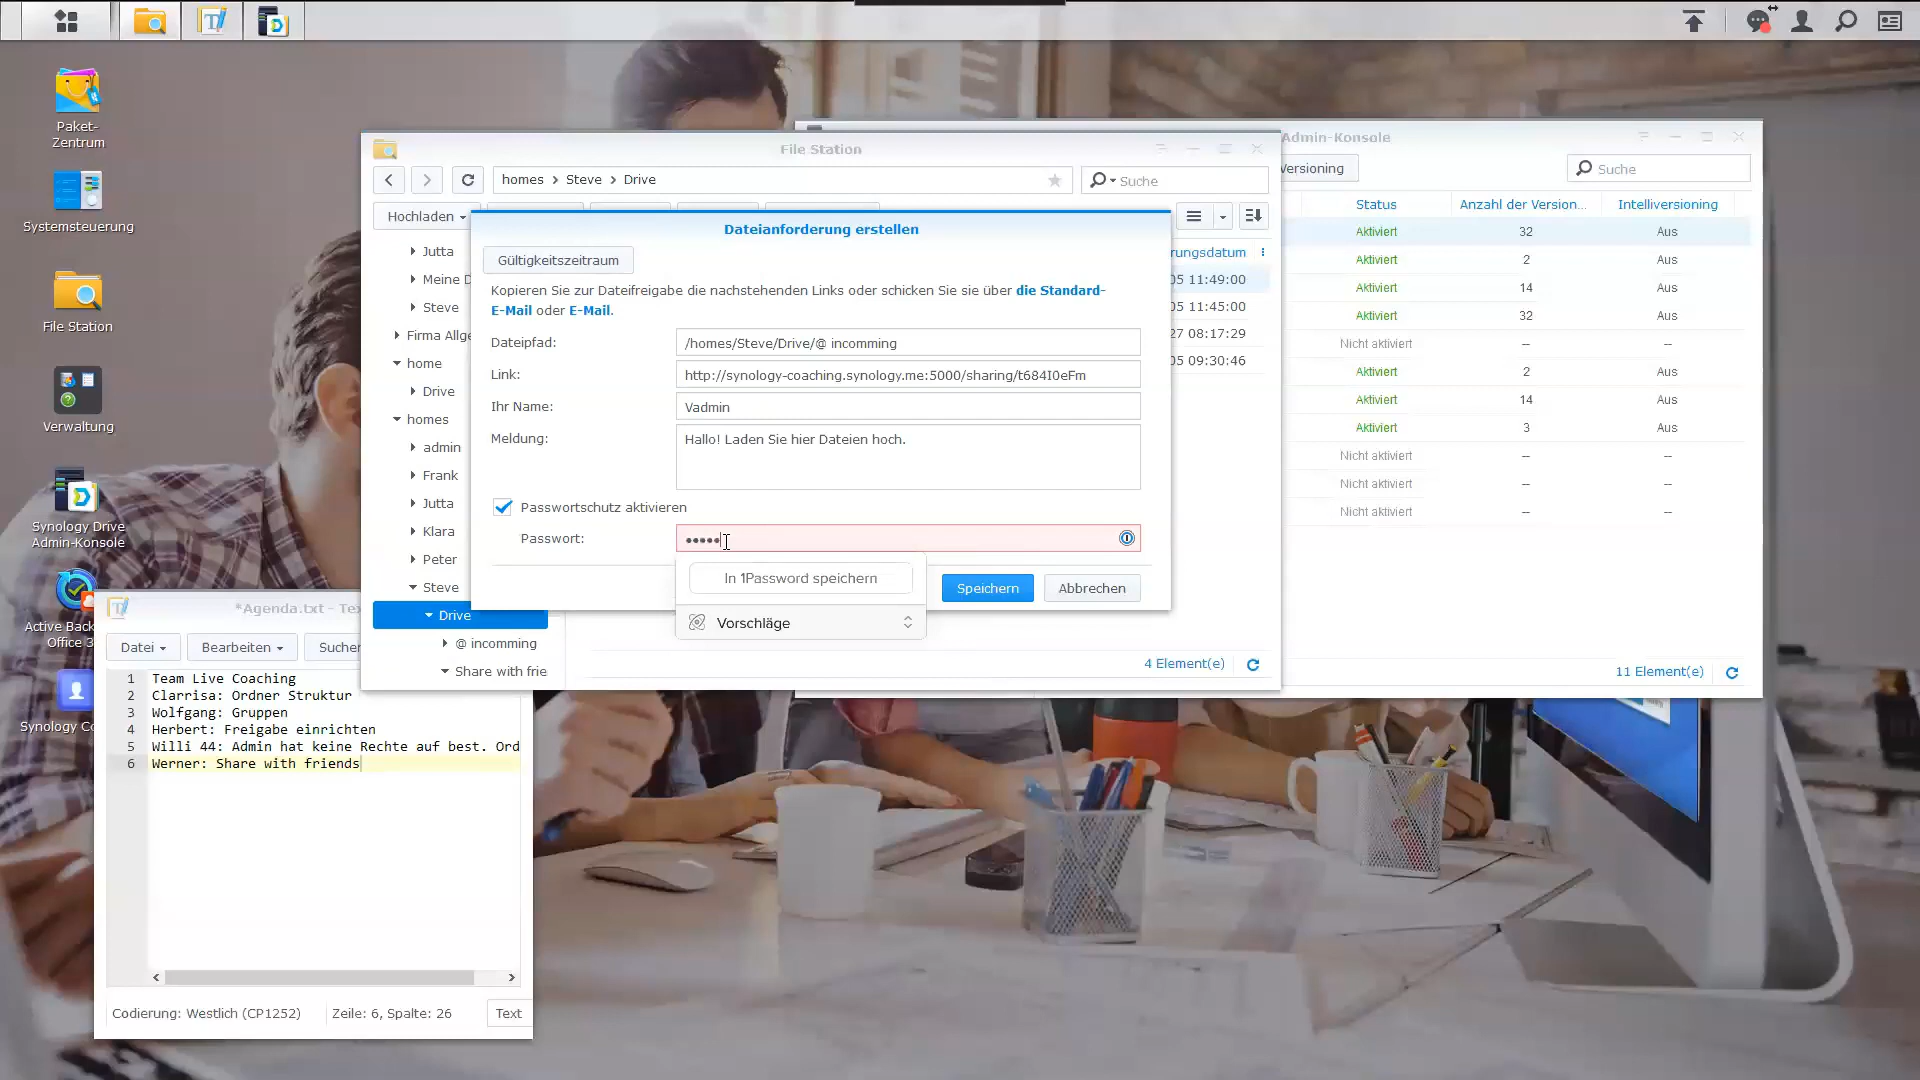 Paket-
Zentrum
Systemsteuerung
File Station
Verwaltung
Synology Drive
Admin-Konsole
Active Back
Office 3
Synology Co
Admin-Konsole
Versioning
Suche
Status
Anzahl der Version...
Intelliversioning
Aktiviert 32 Aus
Aktiviert 2 Aus
Aktiviert 14 Aus
Aktiviert 32 Aus
Nicht aktiviert -- --
Aktiviert 2 Aus
Aktiviert 14 Aus
Aktiviert 3 Aus
Nicht aktiviert -- --
Nicht aktiviert -- --
Nicht aktiviert -- --
11 Element(e)
File Station
homes Steve Drive
Suche
Hochladen
Jutta
Meine D
Steve
Firma Allge
home
Drive
homes
admin
Frank
Jutta
Klara
Peter
Steve
Drive
@ incomming
Share with frie
rungsdatum
05 11:49:00
05 11:45:00
27 08:17:29
05 09:30:46
4 Element(e)
Dateianforderung erstellen
Gültigkeitszeitraum
Kopieren Sie zur Dateifreigabe die nachstehenden Links oder schicken Sie sie über die Standard-
E-Mail oder E-Mail.
Dateipfad: /homes/Steve/Drive/@ incomming
Link: http://synology-coaching.synology.me:5000/sharing/t684I0eFm
Ihr Name: Vadmin
Meldung: Hallo! Laden Sie hier Dateien hoch.
Passwortschutz aktivieren
Passwort: •••••
In 1Password speichern
Vorschläge
Speichern
Abbrechen
*Agenda.txt - Tex
Datei
Bearbeiten
Sucher
1 Team Live Coaching
2 Clarrisa: Ordner Struktur
3 Wolfgang: Gruppen
4 Herbert: Freigabe einrichten
5 Willi 44: Admin hat keine Rechte auf best. Ord
6 Werner: Share with friends
Codierung: Westlich (CP1252)
Zeile: 6, Spalte: 26
Text